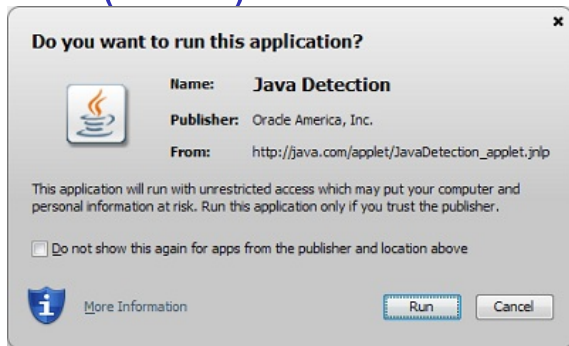 Do you want to run this application?
Name: Java Detection
Publisher: Oracle America, Inc.
From: http://java.com/applet/JavaDetection_applet.jnlp
This application will run with unrestricted access which may put your computer and
personal information at risk. Run this application only if you trust the publisher.
Do not show this again for apps from the publisher and location above
More Information
Run
Cancel